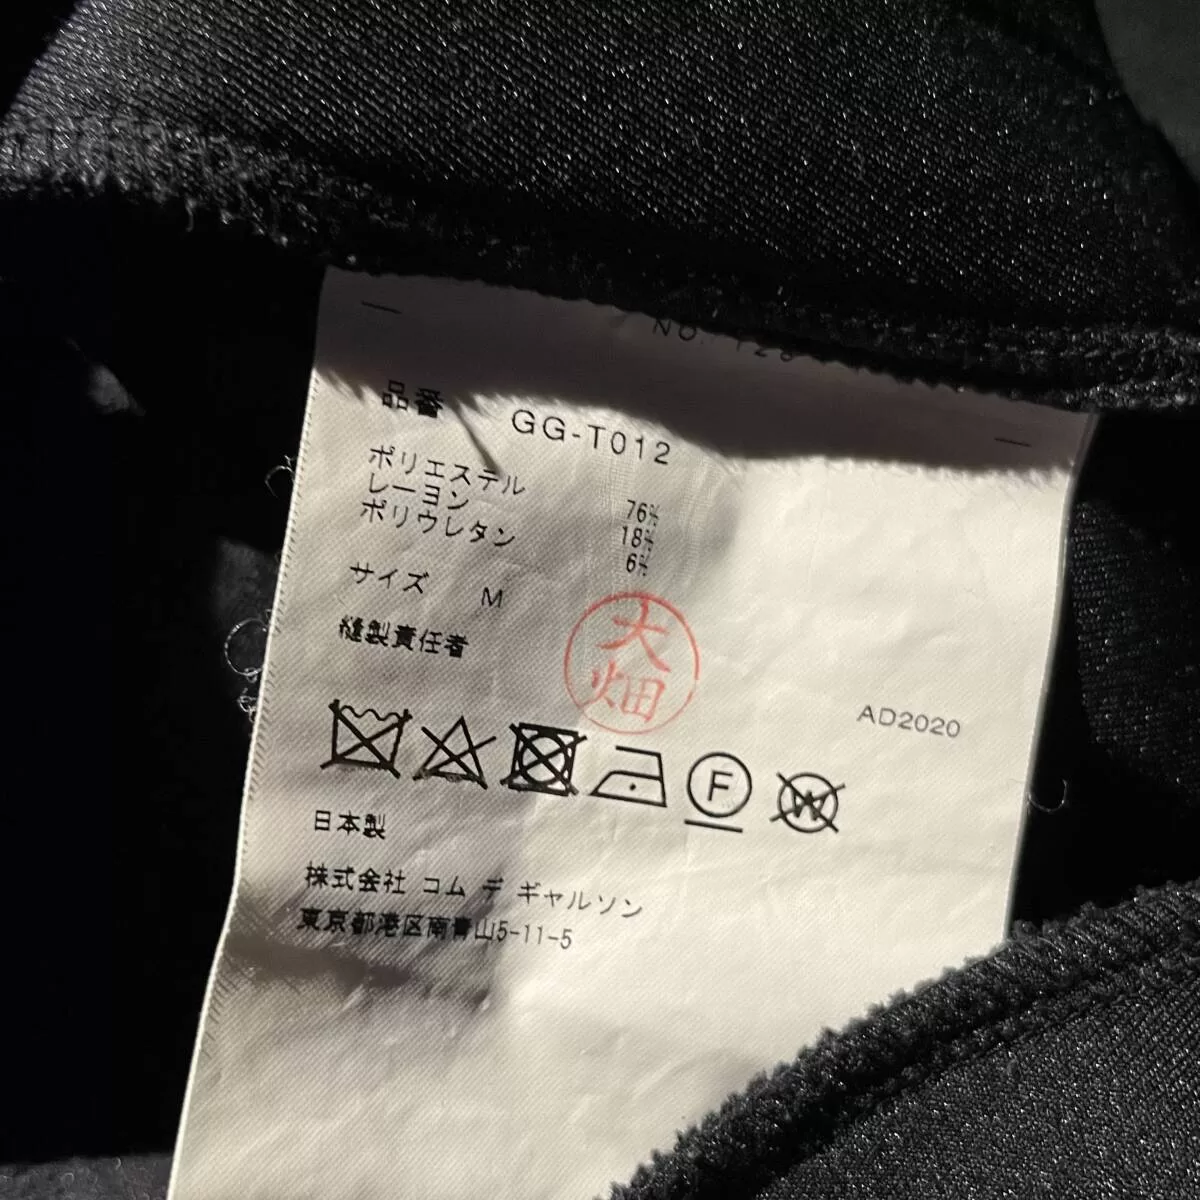 NO. 128
品番 GG-T012
ポリエステル 76%
レーヨン 18%
ポリウレタン 6%
サイズ M
縫製責任者
大畑
AD2020
F W
日本製
株式会社 コム デ ギャルソン
東京都港区南青山5-11-5